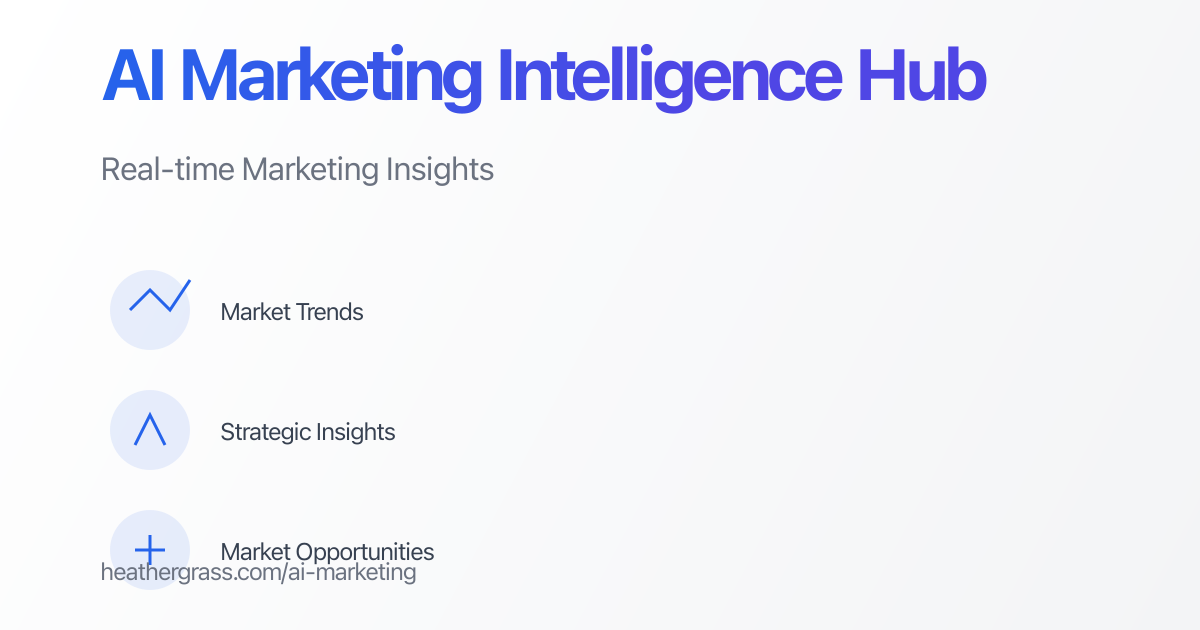 AI Marketing Intelligence Hub
Real-time Marketing Insights
Market Trends
Strategic Insights
Market Opportunities
heathergrass.com/ai-marketing